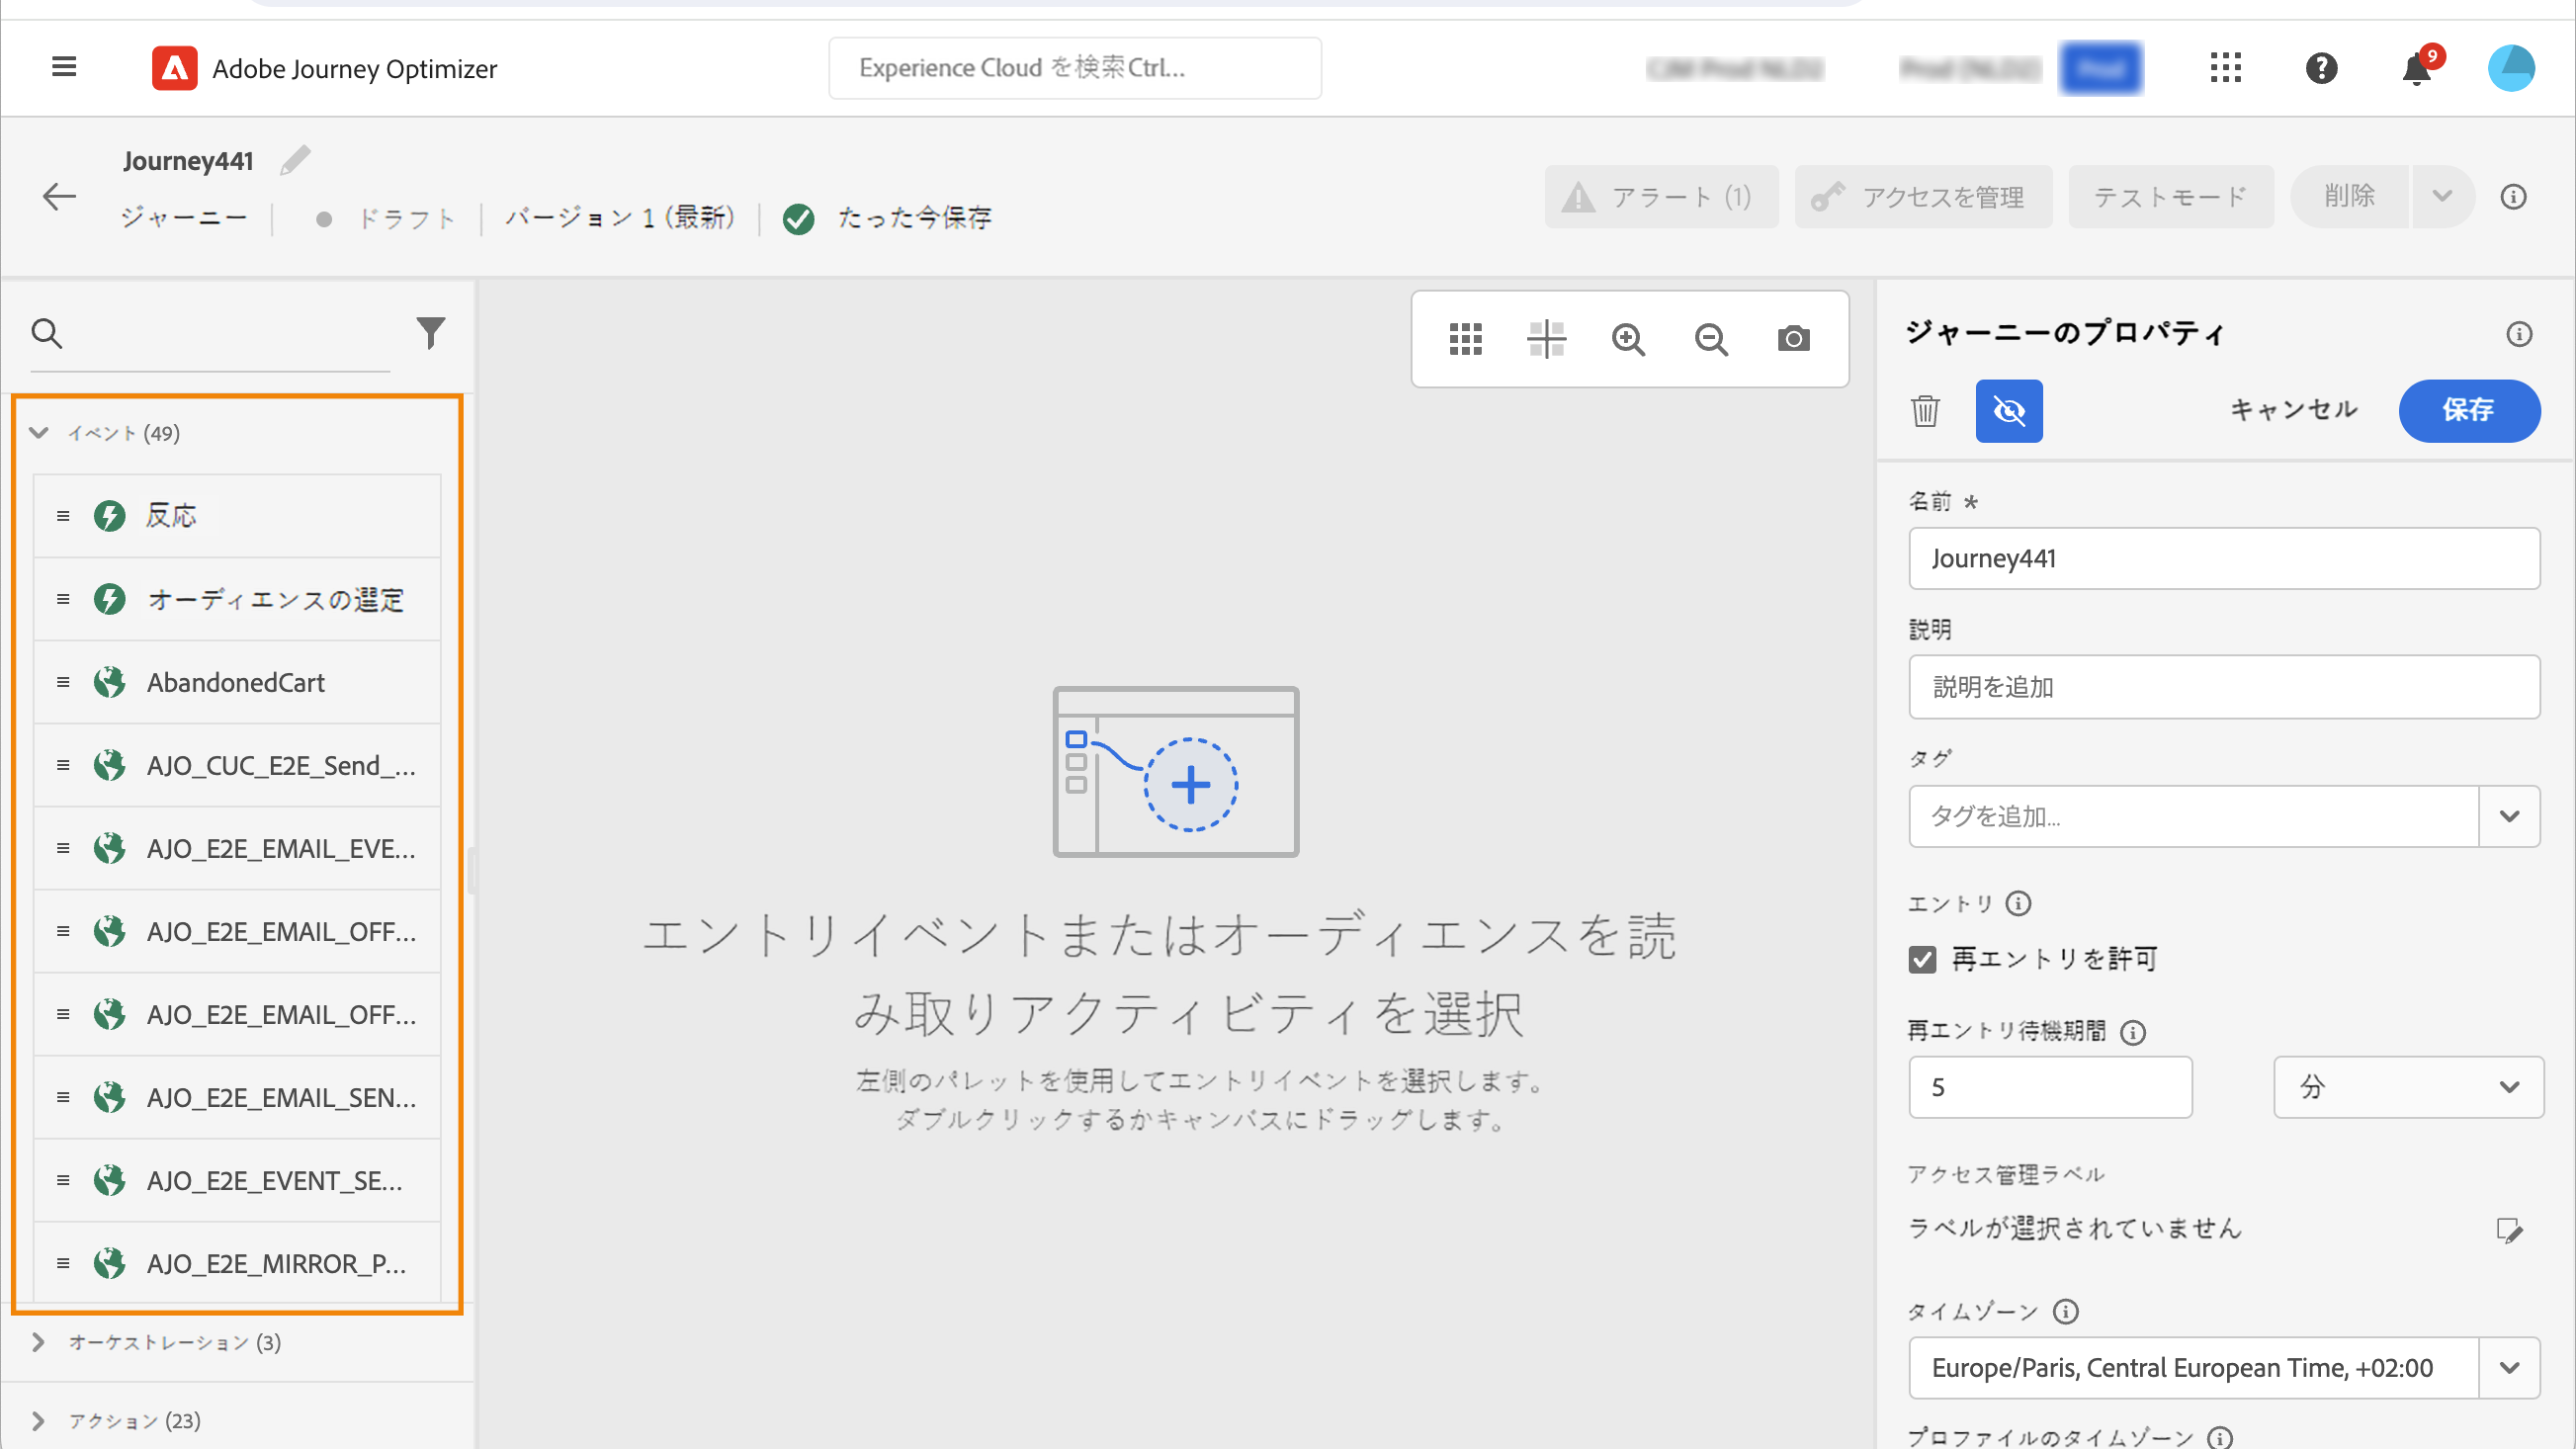 Adobe Journey Optimizer
Experience Cloud を検索Ctrl...
9
Journey441
ジャーニー
ドラフト
バージョン 1 (最新)
たった今保存
アラート (1)
アクセスを管理
テストモード
削除
イベント (49)
反応
オーディエンスの選定
AbandonedCart
AJO_CUC_E2E_Send_...
AJO_E2E_EMAIL_EVE...
AJO_E2E_EMAIL_OFF...
AJO_E2E_EMAIL_OFF...
AJO_E2E_EMAIL_SEN...
AJO_E2E_EVENT_SE...
AJO_E2E_MIRROR_P...
オーケストレーション (3)
アクション (23)
エントリイベントまたはオーディエンスを読
み取りアクティビティを選択
左側のパレットを使用してエントリイベントを選択します。
ダブルクリックするかキャンバスにドラッグします。
ジャーニーのプロパティ
キャンセル
保存
名前 *
Journey441
説明
説明を追加
タグ
タグを追加...
エントリ
再エントリを許可
再エントリ待機期間
5
分
アクセス管理ラベル
ラベルが選択されていません
タイムゾーン
Europe/Paris, Central European Time, +02:00
プロファイルのタイムゾーン